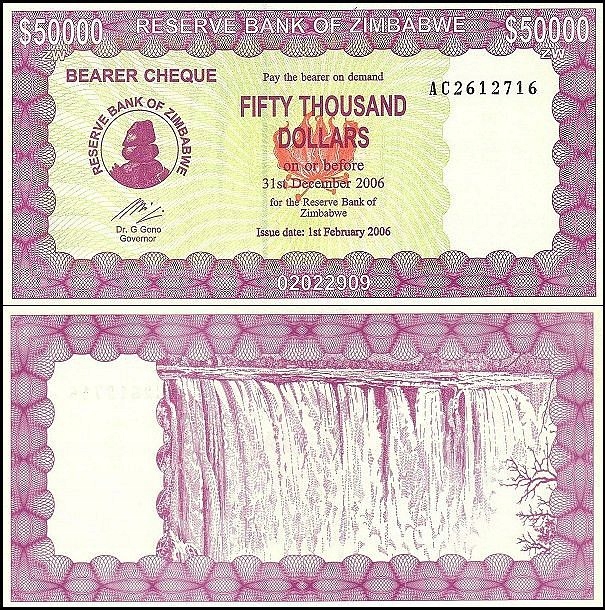 $50000 RESERVE BANK OF ZIMBABWE $50000
ZW ZW
BEARER CHEQUE
Pay the bearer on demand
AC2612716
FIFTY THOUSAND
DOLLARS
on or before
31st December 2006
for the Reserve Bank of
Zimbabwe
Issue date: 1st February 2006
RESERVE BANK OF ZIMBABWE
Dr. G Gono
Governor
02022909